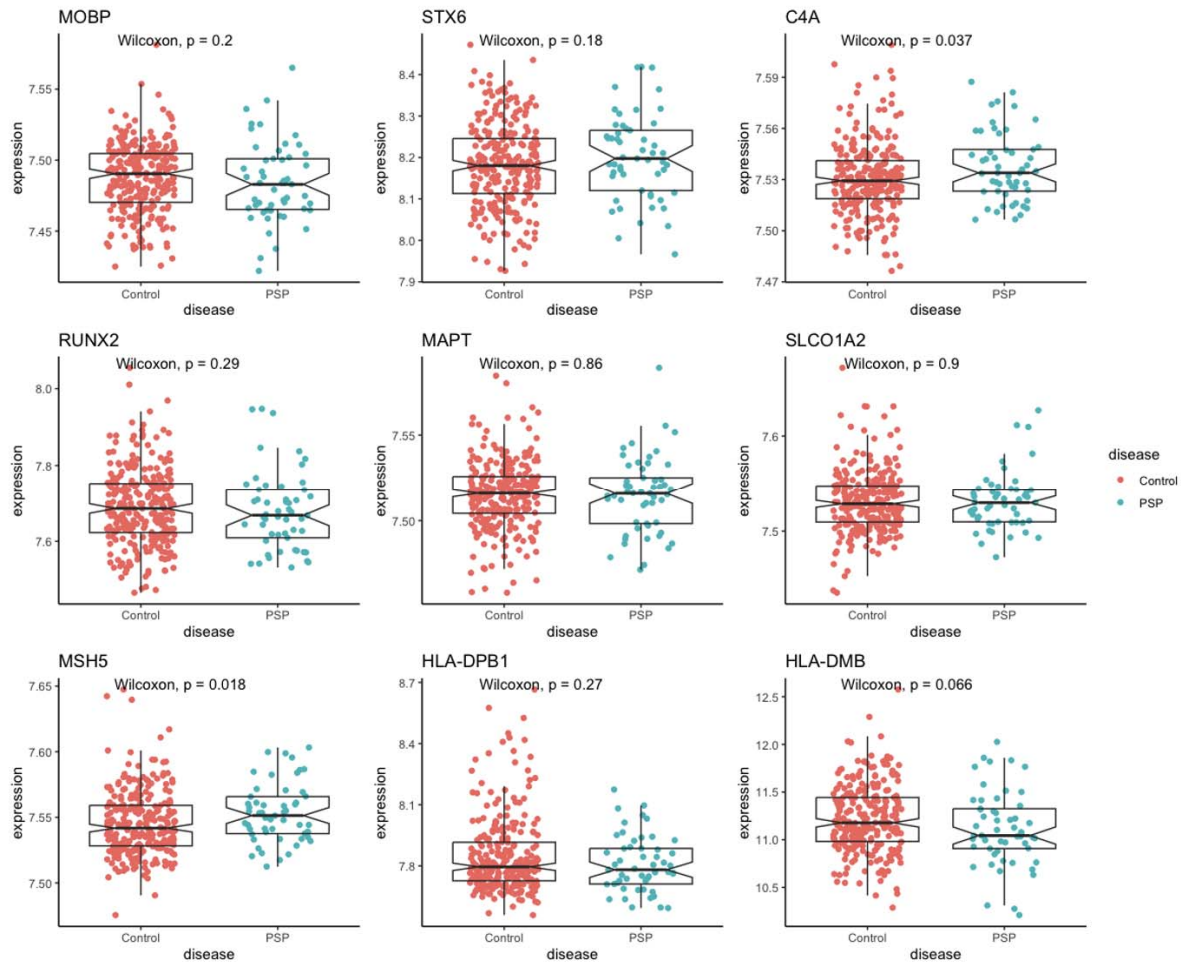 MOBP
Wilcoxon, p = 0.2
expression
7.55
7.50
7.45
Control
PSP
disease
STX6
Wilcoxon, p = 0.18
expression
8.4
8.3
8.2
8.1
8.0
7.9
Control
PSP
disease
C4A
Wilcoxon, p = 0.037
expression
7.59
7.56
7.53
7.50
7.47
Control
PSP
disease
RUNX2
Wilcoxon, p = 0.29
expression
8.0
7.8
7.6
Control
PSP
disease
MAPT
Wilcoxon, p = 0.86
expression
7.55
7.50
Control
PSP
disease
SLCO1A2
Wilcoxon, p = 0.9
expression
7.6
7.5
Control
PSP
disease
disease
Control
PSP
MSH5
Wilcoxon, p = 0.018
expression
7.65
7.60
7.55
7.50
Control
PSP
disease
HLA-DPB1
Wilcoxon, p = 0.27
expression
8.7
8.4
8.1
7.8
Control
PSP
disease
HLA-DMB
Wilcoxon, p = 0.066
expression
12.5
12.0
11.5
11.0
10.5
Control
PSP
disease